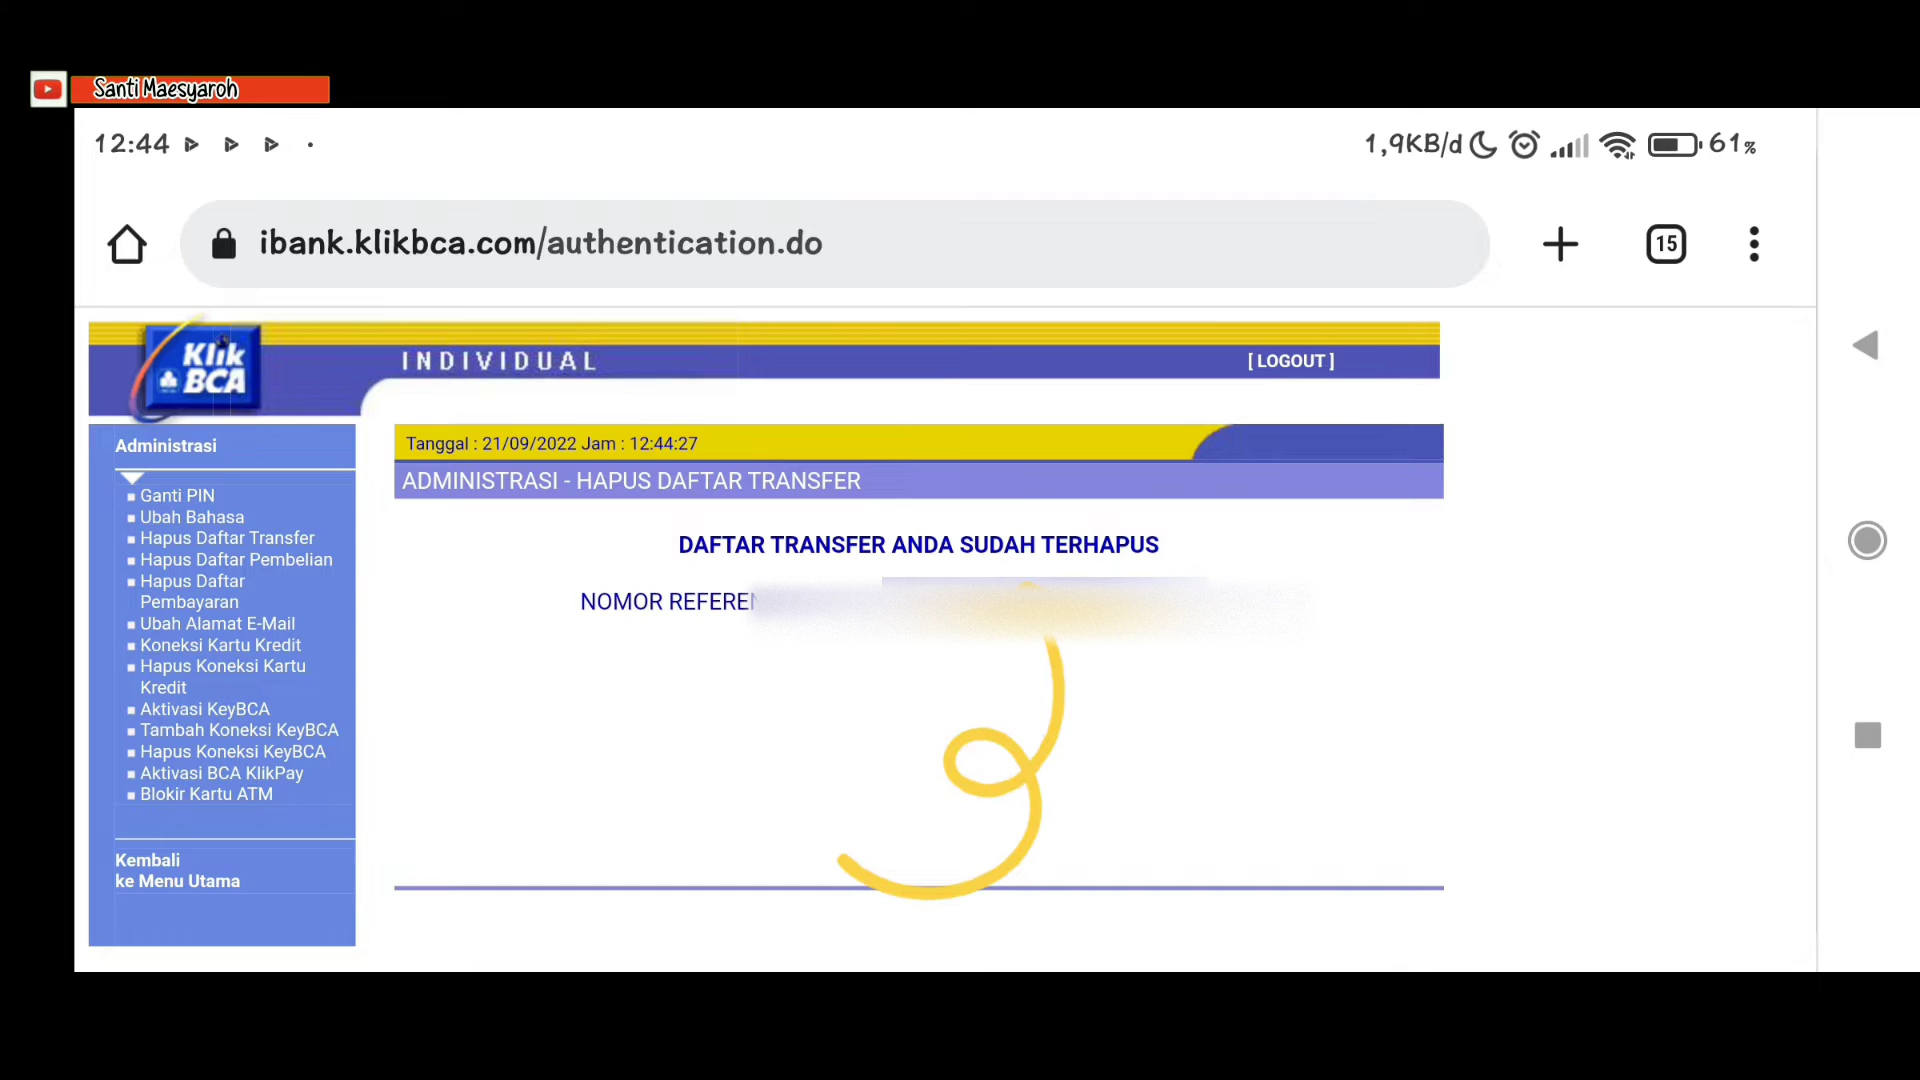 Santi Maesyaroh
12:44
1,9KB/d
61%
ibank.klikbca.com/authentication.do
15
Klik
BCA
INDIVIDUAL
[ LOGOUT ]
Administrasi
Ganti PIN
Ubah Bahasa
Hapus Daftar Transfer
Hapus Daftar Pembelian
Hapus Daftar
Pembayaran
Ubah Alamat E-Mail
Koneksi Kartu Kredit
Hapus Koneksi Kartu
Kredit
Aktivasi KeyBCA
Tambah Koneksi KeyBCA
Hapus Koneksi KeyBCA
Aktivasi BCA KlikPay
Blokir Kartu ATM
Kembali
ke Menu Utama
Tanggal : 21/09/2022 Jam : 12:44:27
ADMINISTRASI - HAPUS DAFTAR TRANSFER
DAFTAR TRANSFER ANDA SUDAH TERHAPUS
NOMOR